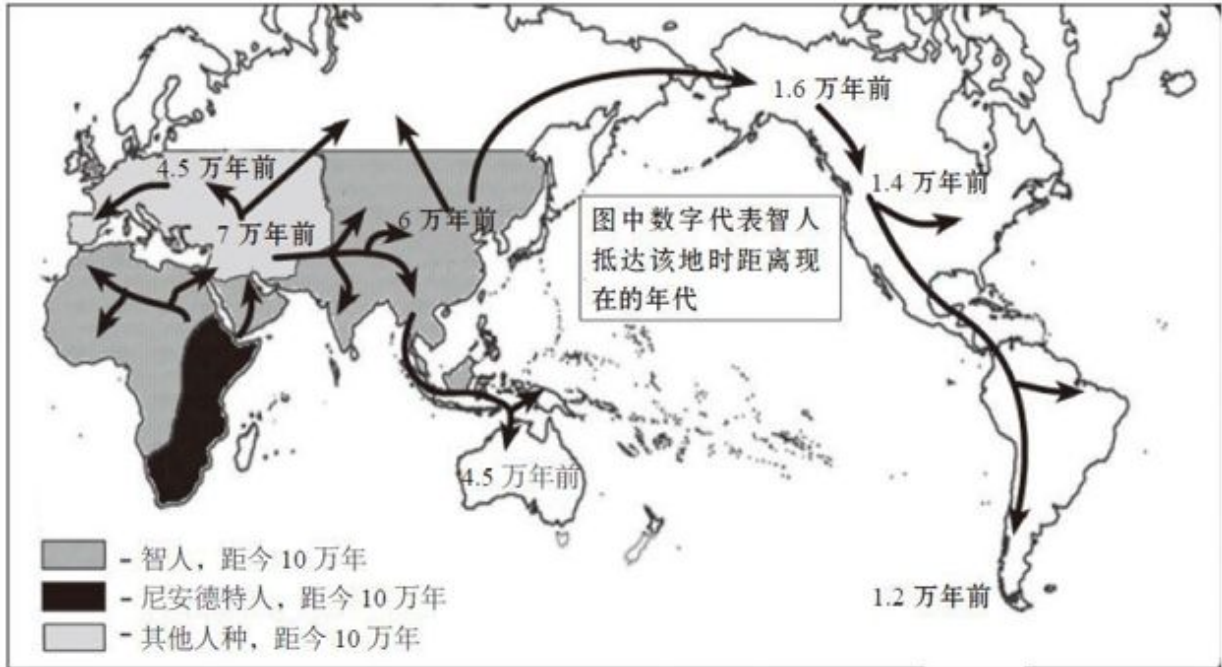 1.6 万年前
4.5 万年前
1.4 万年前
6 万年前
7 万年前
图中数字代表智人
抵达该地时距离现
在的年代
4.5 万年前
- 智人，距今 10 万年
- 尼安德特人，距今 10 万年
1.2 万年前
- 其他人种，距今 10 万年